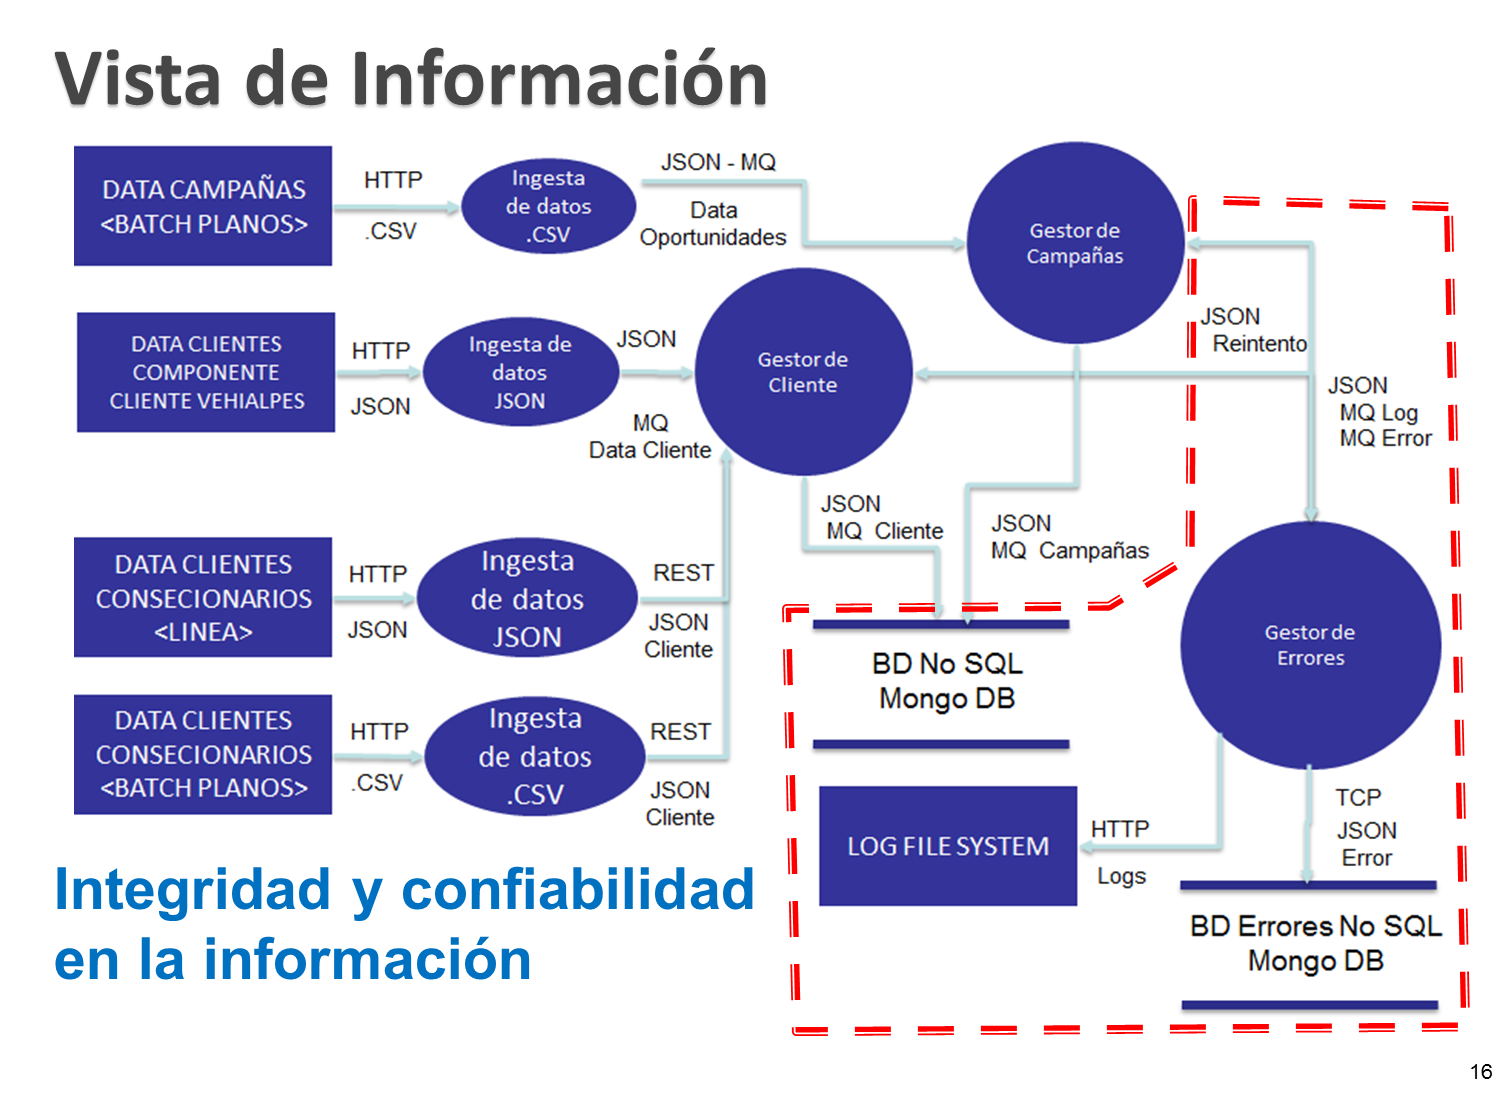 Vista de Información
DATA CAMPAÑAS
<BATCH PLANOS>
HTTP
.CSV
Ingesta
de datos
.CSV
JSON - MQ
Data
Oportunidades
Gestor de
Campañas
DATA CLIENTES
COMPONENTE
CLIENTE VEHIALPES
HTTP
JSON
Ingesta de
datos
JSON
JSON
MQ
Data Cliente
Gestor de
Cliente
JSON
Reintento
JSON
MQ Log
MQ Error
JSON
MQ Cliente
JSON
MQ Campañas
DATA CLIENTES
CONSECIONARIOS
<LINEA>
HTTP
JSON
Ingesta
de datos
JSON
REST
JSON
Cliente
DATA CLIENTES
CONSECIONARIOS
<BATCH PLANOS>
HTTP
.CSV
Ingesta
de datos
.CSV
REST
JSON
Cliente
BD No SQL
Mongo DB
Gestor de
Errores
LOG FILE SYSTEM
HTTP
Logs
TCP
JSON
Error
BD Errores No SQL
Mongo DB
Integridad y confiabilidad
en la información
16